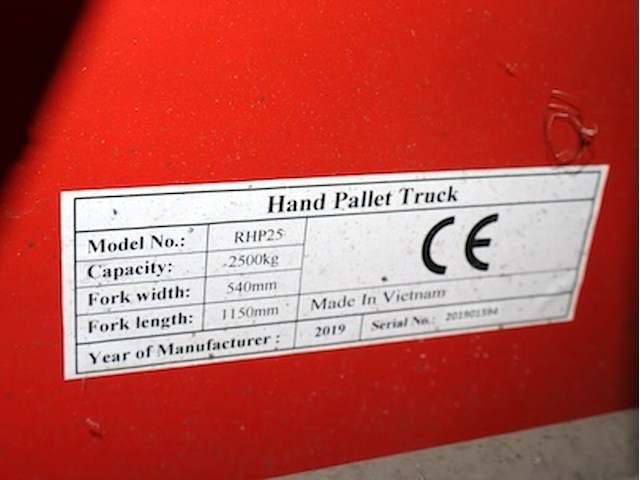 Hand Pallet Truck
Model No.: RHP25
Capacity: 2500kg
Fork width: 540mm
Fork length: 1150mm
CE
Made In Vietnam
Year of Manufacturer : 2019 Serial No.: 201901594